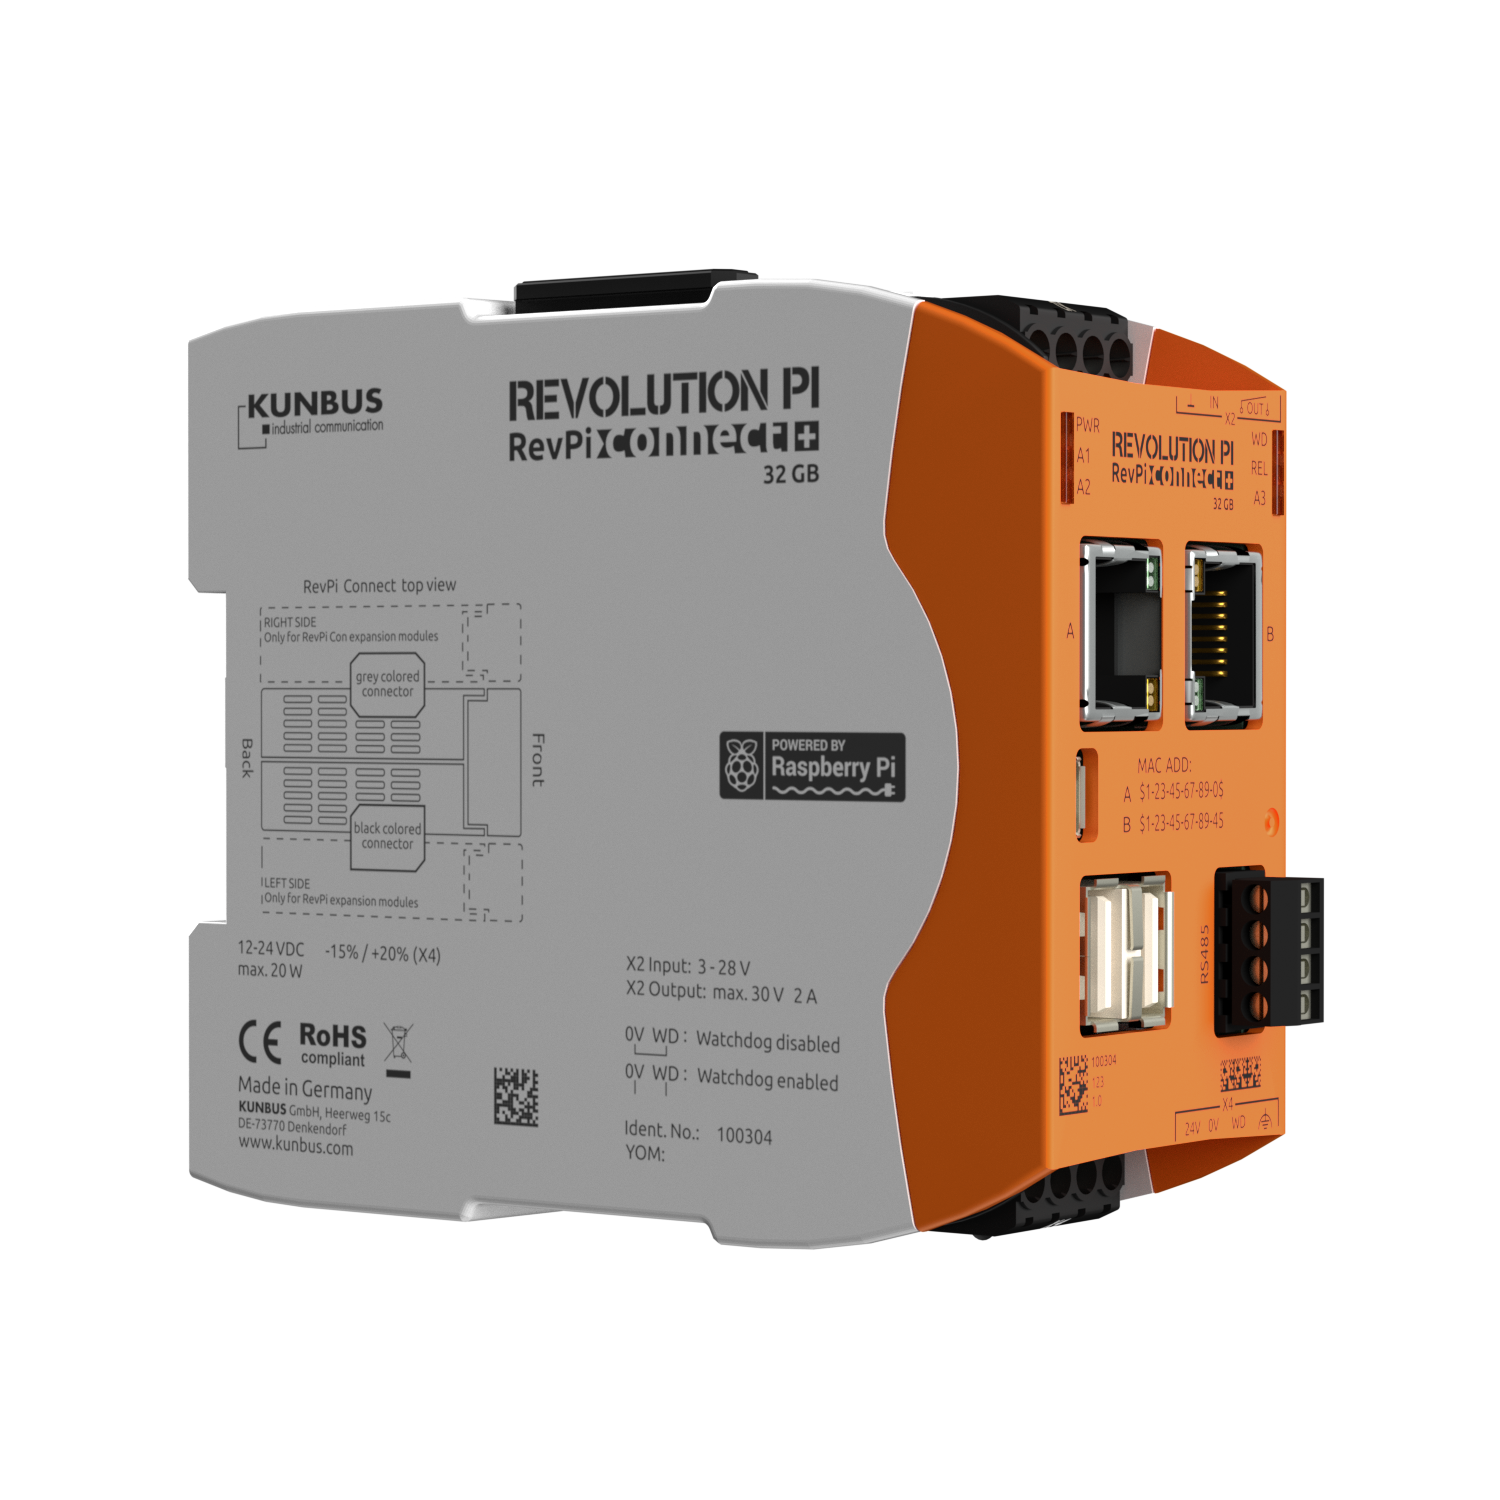 KUNBUS
industrial communication
REVOLUTION PI
RevPi connect+
32 GB
RevPi Connect top view
RIGHT SIDE
Only for RevPi Con expansion modules
grey colored
connector
Back
Front
black colored
connector
LEFT SIDE
Only for RevPi expansion modules
12-24 VDC -15% / +20% (X4)
max. 20 W
CE RoHS
compliant
Made in Germany
KUNBUS GmbH, Heerweg 15c
DE-73770 Denkendorf
www.kunbus.com
POWERED BY
Raspberry Pi
X2 Input: 3 - 28 V
X2 Output: max. 30 V 2 A
0V WD: Watchdog disabled
0V WD: Watchdog enabled
Ident. No.: 100304
YOM:
IN OUT
X2
PWR
A1
A2
WD
REL
A3
REVOLUTION PI
RevPi connect+
32 GB
A
B
MAC ADD:
A $1-23-45-67-89-0$
B $1-23-45-67-89-45
RS485
100304
123
1.0
X4
24V 0V WD